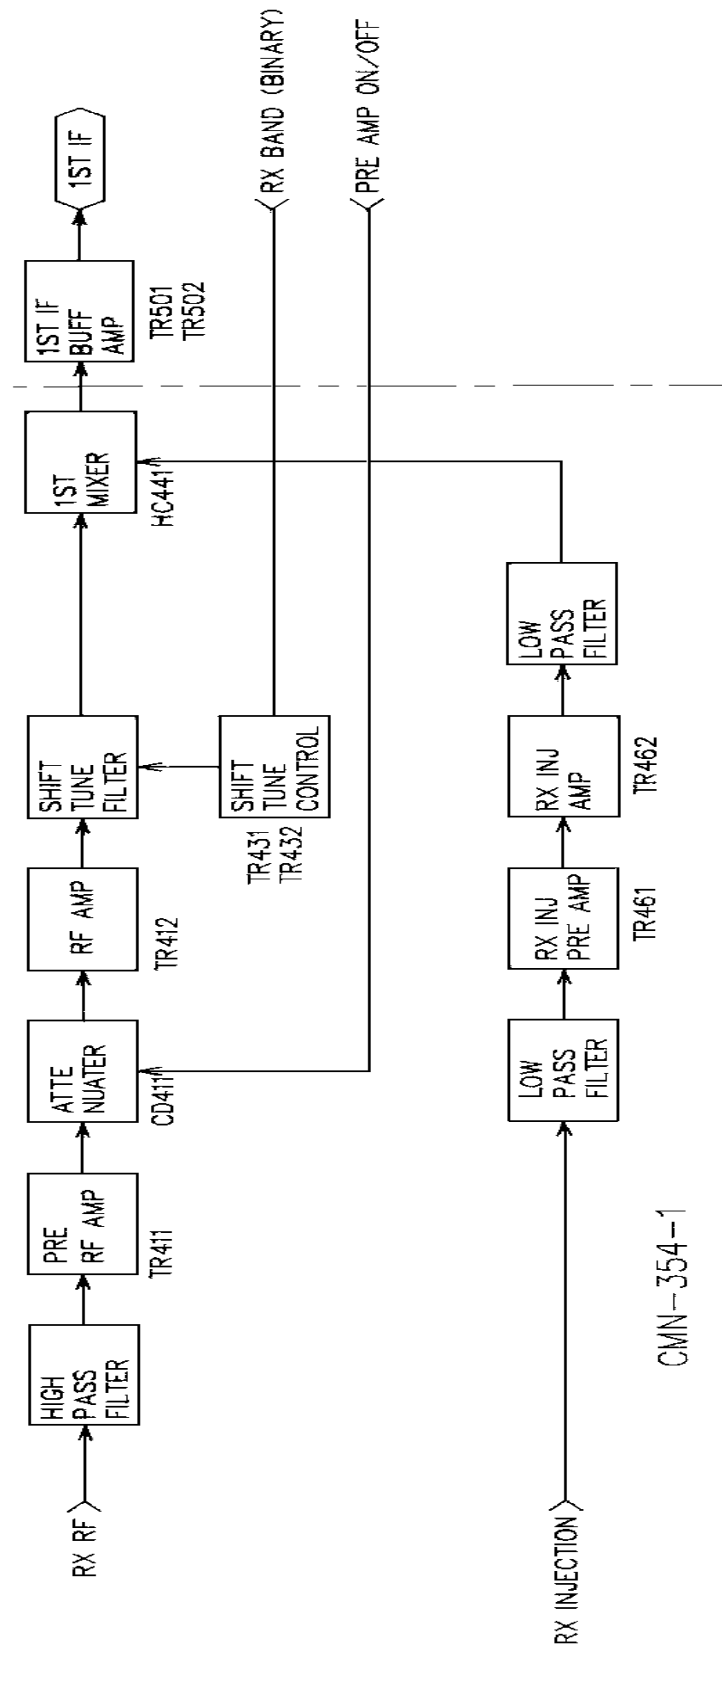 RX RF
HIGH
PASS
FILTER
PRE
RF AMP
TR411
ATTE
NUATER
CD411
RF AMP
TR412
SHIFT
TUNE
FILTER
1ST
MIXER
HC441
1ST IF
BUFF
AMP
TR501
TR502
1ST IF
SHIFT
TUNE
CONTROL
TR431
TR432
RX BAND (BINARY)
PRE AMP ON/OFF
RX INJECTION
LOW
PASS
FILTER
RX INJ
PRE AMP
TR461
RX INJ
AMP
TR462
LOW
PASS
FILTER
CMN-354-1